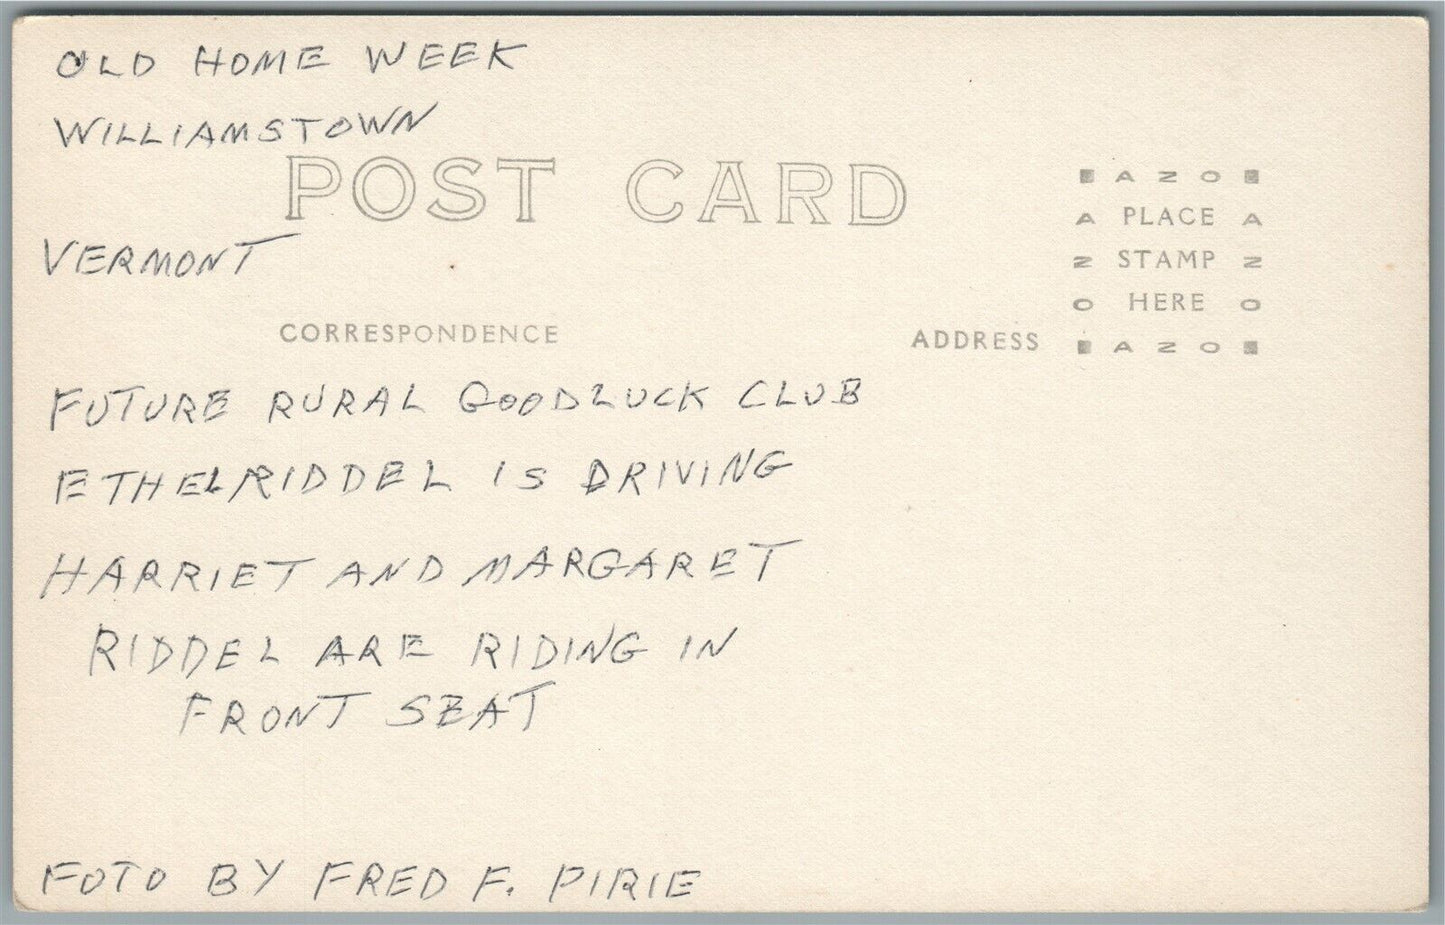 OLD HOME WEEK
WILLIAMSTOWN
POST CARD
VERMONT
CORRESPONDENCE
ADDRESS
AZO
A PLACE A
Z STAMP Z
O HERE O
AZO
FUTURE RURAL GOODLUCK CLUB
ETHEL RIDDEL IS DRIVING
HARRIET AND MARGARET
RIDDEL ARE RIDING IN
FRONT SEAT
FOTO BY FRED F. PIRIE